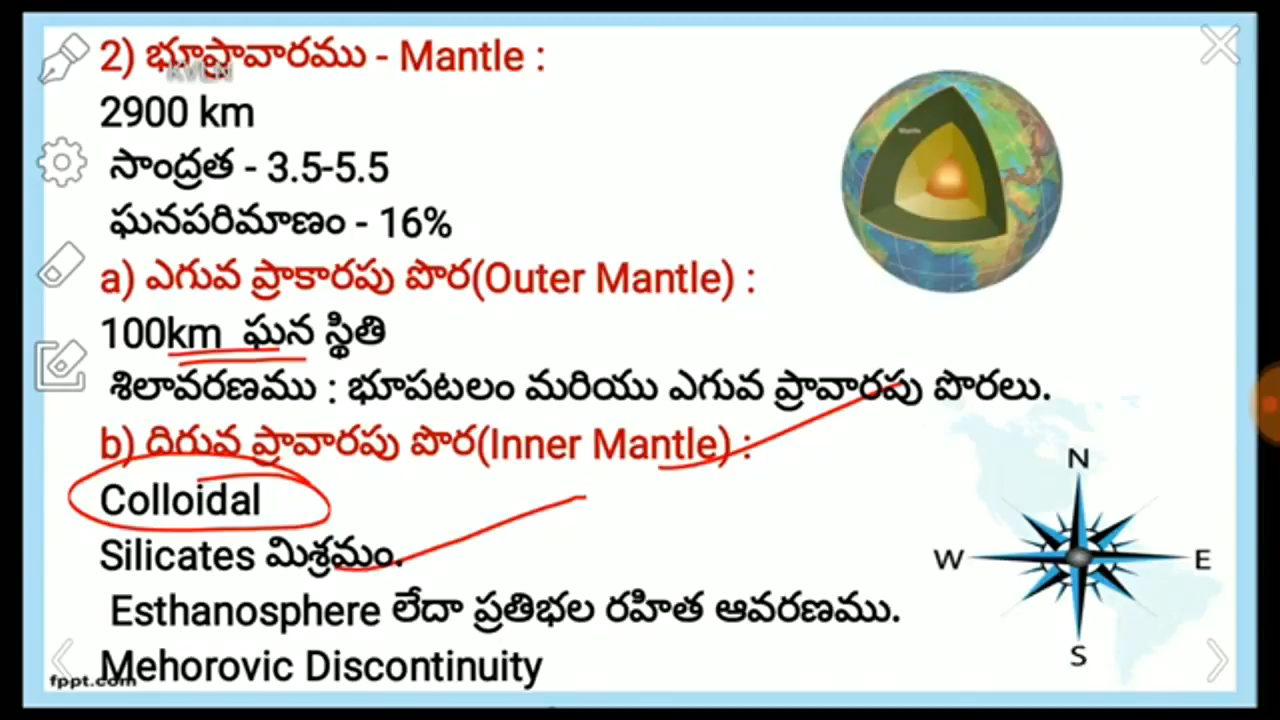 2) భూప్రావారము - Mantle :
KVLN
2900 km
సాంద్రత - 3.5-5.5
ఘనపరిమాణం - 16%
a) ఎగువ ప్రాకారపు పొర(Outer Mantle) :
100km ఘన స్థితి
శిలావరణము : భూపటలం మరియు ఎగువ ప్రావారపు పొరలు.
b) దిగువ ప్రావారపు పొర(Inner Mantle) :
Colloidal
Silicates మిశ్రమం.
Esthanosphere లేదా ప్రతిభల రహిత ఆవరణము.
Mehorovic Discontinuity
fppt.com
Mantle
N
W
E
S